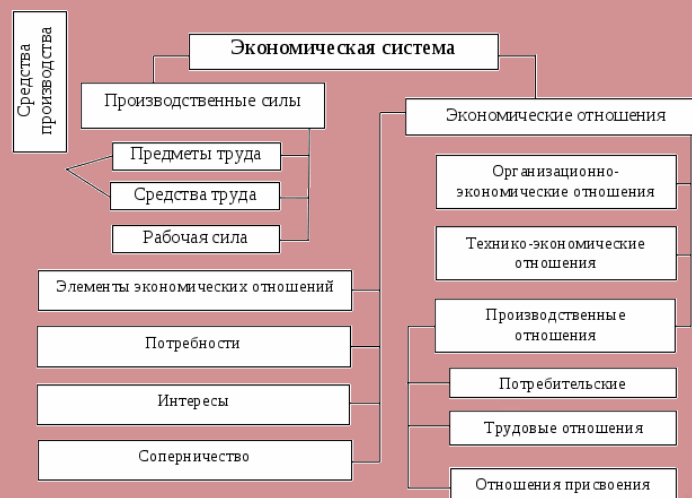 Средства
производства
Экономическая система
Производственные силы
Экономические отношения
Предметы труда
Средства труда
Рабочая сила
Организационно-
экономические отношения
Технико-экономические
отношения
Производственные
отношения
Потребительские
Трудовые отношения
Отношения присвоения
Элементы экономических отношений
Потребности
Интересы
Соперничество